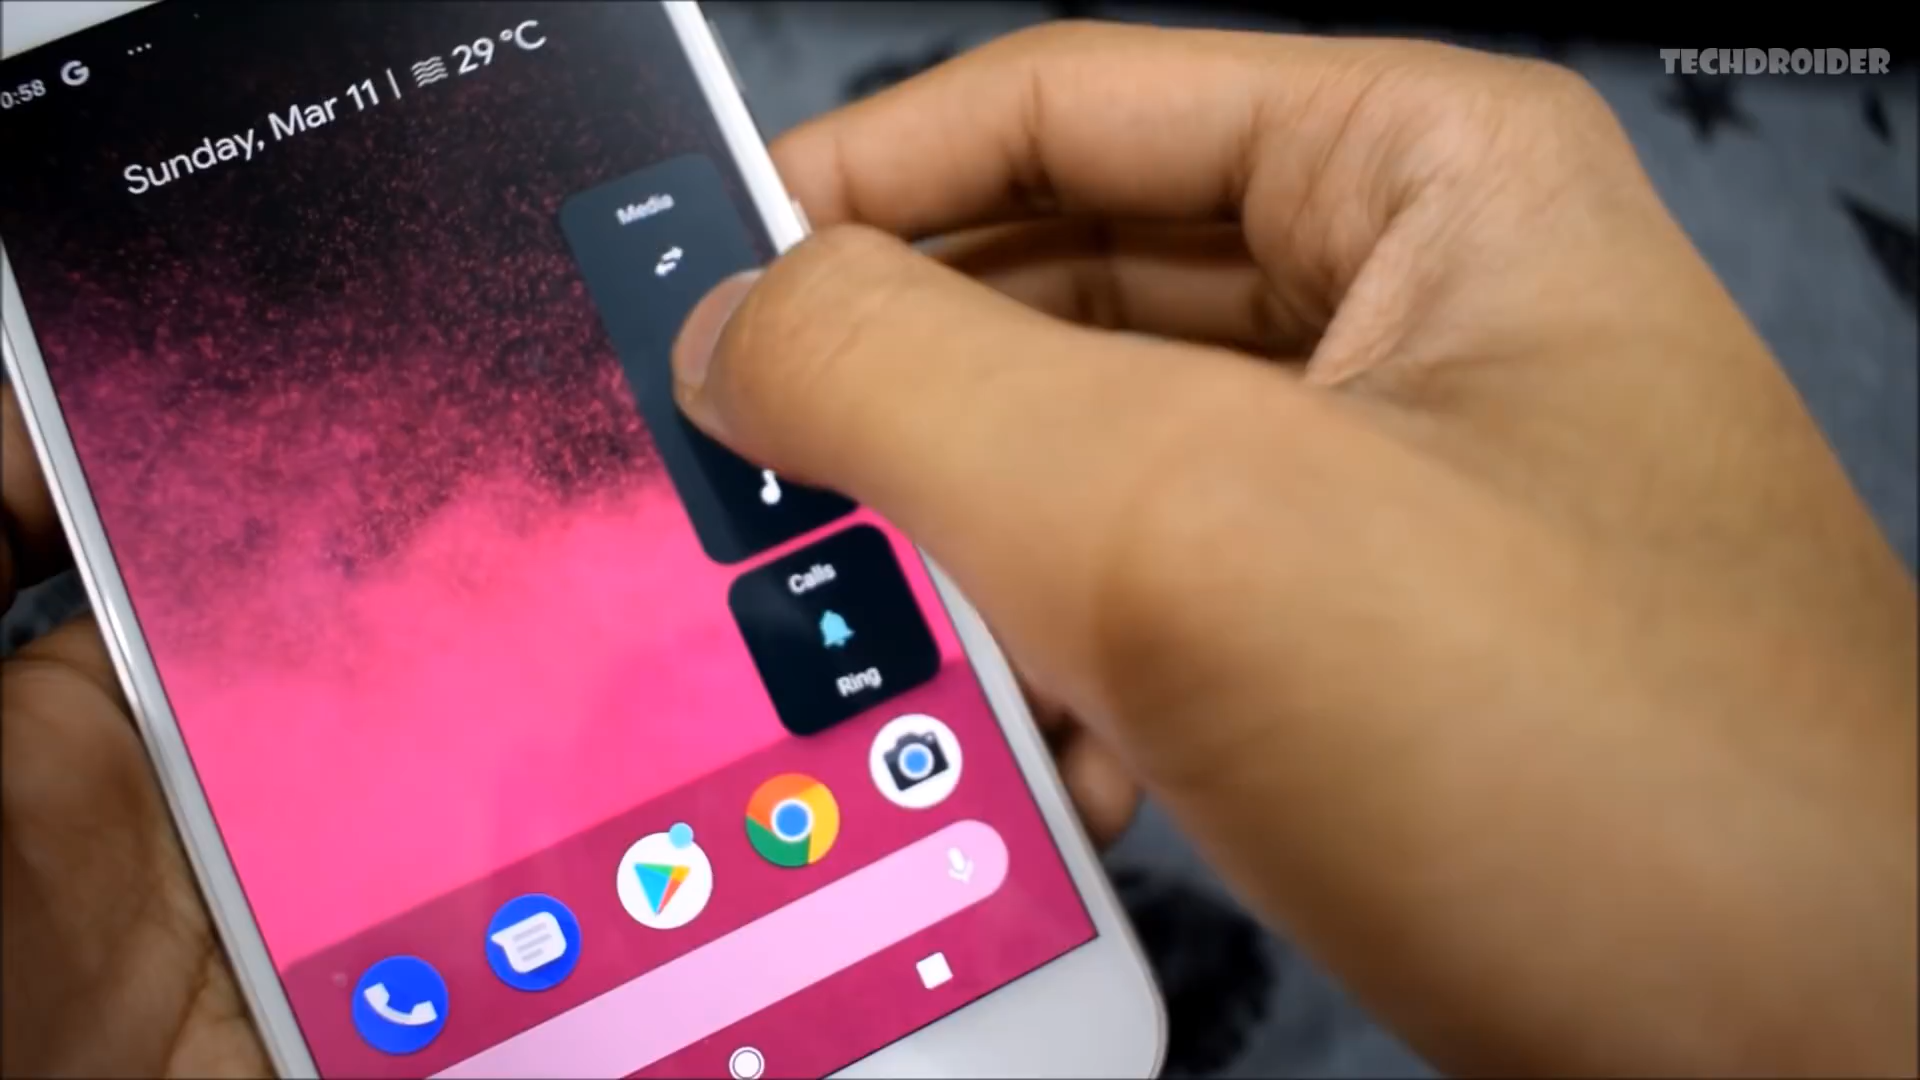 TECHDROIDER
0:58 G ...
Sunday, Mar 11 | 29 °C
Media
Calls
Ring